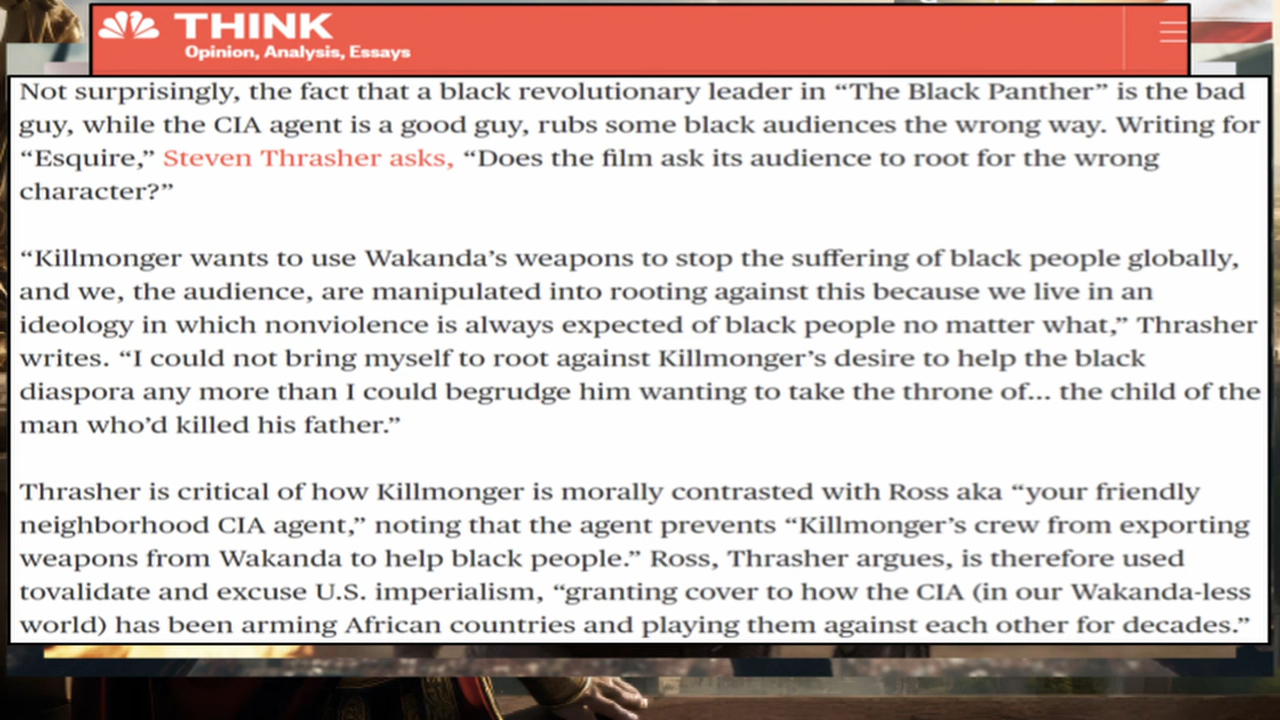 THINK
Opinion, Analysis, Essays
Not surprisingly, the fact that a black revolutionary leader in “The Black Panther” is the bad
guy, while the CIA agent is a good guy, rubs some black audiences the wrong way. Writing for
“Esquire,” Steven Thrasher asks, “Does the film ask its audience to root for the wrong
character?”
“Killmonger wants to use Wakanda’s weapons to stop the suffering of black people globally,
and we, the audience, are manipulated into rooting against this because we live in an
ideology in which nonviolence is always expected of black people no matter what,” Thrasher
writes. “I could not bring myself to root against Killmonger’s desire to help the black
diaspora any more than I could begrudge him wanting to take the throne of... the child of the
man who’d killed his father.”
Thrasher is critical of how Killmonger is morally contrasted with Ross aka “your friendly
neighborhood CIA agent,” noting that the agent prevents “Killmonger’s crew from exporting
weapons from Wakanda to help black people.” Ross, Thrasher argues, is therefore used
tovalidate and excuse U.S. imperialism, “granting cover to how the CIA (in our Wakanda-less
world) has been arming African countries and playing them against each other for decades.”